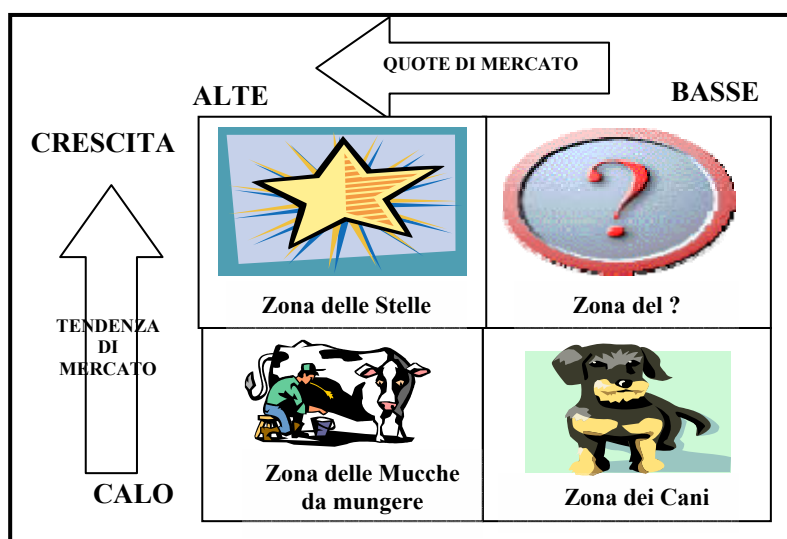 QUOTE DI MERCATO
ALTE
BASSE
CRESCITA
?
Zona delle Stelle
Zona del ?
TENDENZA
DI
MERCATO
Zona delle Mucche
da mungere
Zona dei Cani
CALO